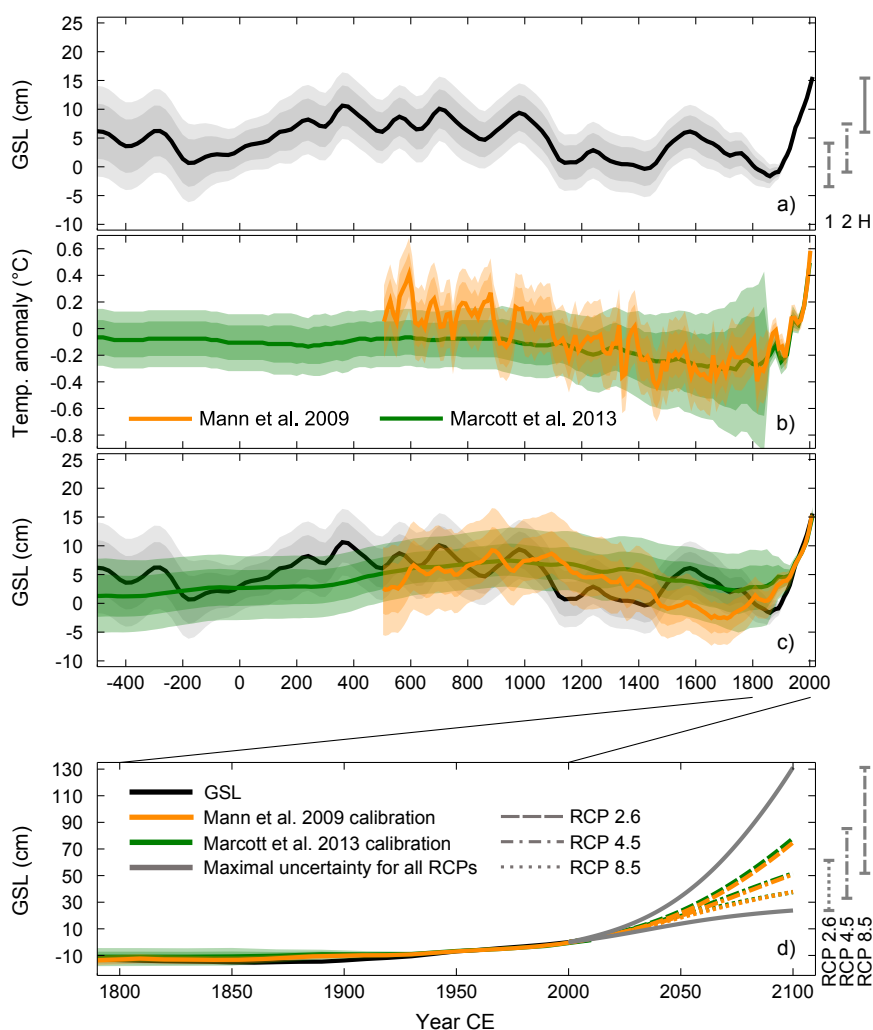 GSL (cm)
25
20
15
10
5
0
-5
-10
a)
1 2 H
Temp. anomaly (°C)
0.6
0.4
0.2
0
-0.2
-0.4
-0.6
-0.8
Mann et al. 2009
Marcott et al. 2013
b)
GSL (cm)
25
20
15
10
5
0
-5
-10
c)
-400 -200 0 200 400 600 800 1000 1200 1400 1600 1800 2000
GSL (cm)
130
110
90
70
50
30
10
-10
GSL
Mann et al. 2009 calibration
Marcott et al. 2013 calibration
Maximal uncertainty for all RCPs
RCP 2.6
RCP 4.5
RCP 8.5
d)
RCP 2.6
RCP 4.5
RCP 8.5
1800 1850 1900 1950 2000 2050 2100
Year CE